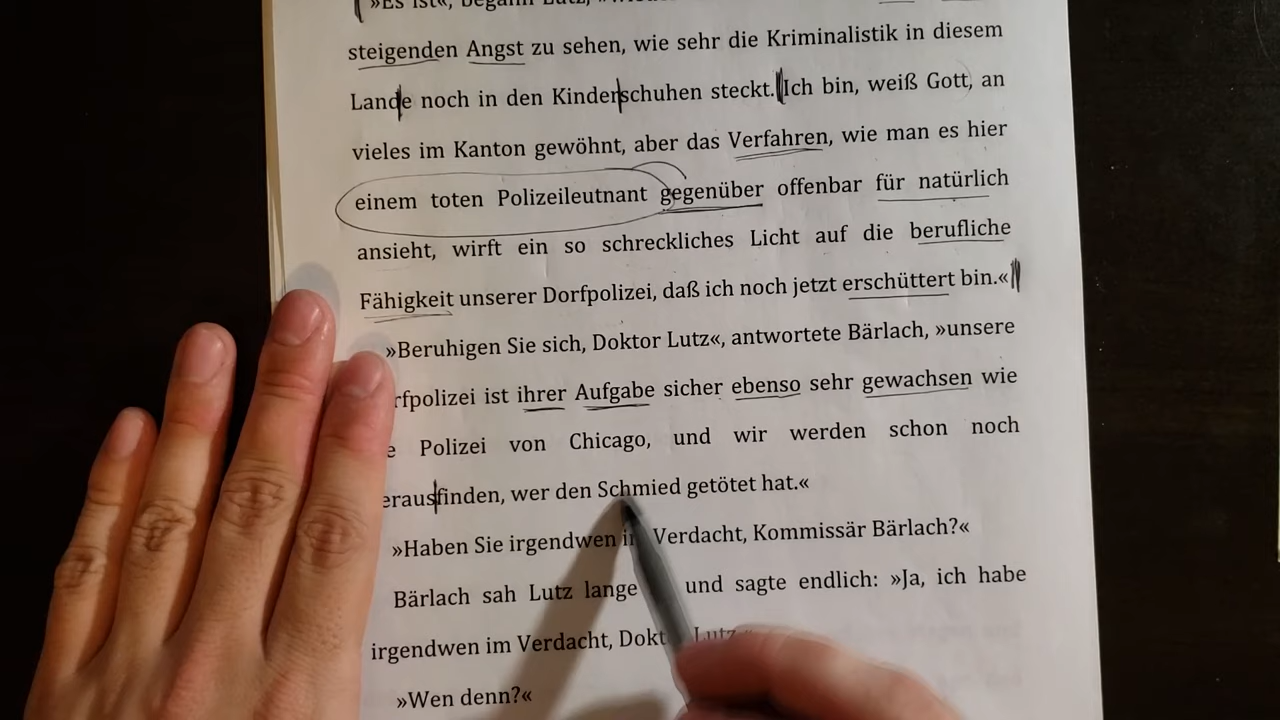 »Es ist«, begann Lutz,
steigenden Angst zu sehen, wie sehr die Kriminalistik in diesem
Lande noch in den Kinderschuhen steckt. Ich bin, weiß Gott, an
vieles im Kanton gewöhnt, aber das Verfahren, wie man es hier
einem toten Polizeileutnant gegenüber offenbar für natürlich
ansieht, wirft ein so schreckliches Licht auf die berufliche
Fähigkeit unserer Dorfpolizei, daß ich noch jetzt erschüttert bin.«
»Beruhigen Sie sich, Doktor Lutz«, antwortete Bärlach, »unsere
rfpolizei ist ihrer Aufgabe sicher ebenso sehr gewachsen wie
e Polizei von Chicago, und wir werden schon noch
erausfinden, wer den Schmied getötet hat.«
»Haben Sie irgendwen i Verdacht, Kommissär Bärlach?«
Bärlach sah Lutz lange und sagte endlich: »Ja, ich habe
irgendwen im Verdacht, Dokt Lutz.«
»Wen denn?«